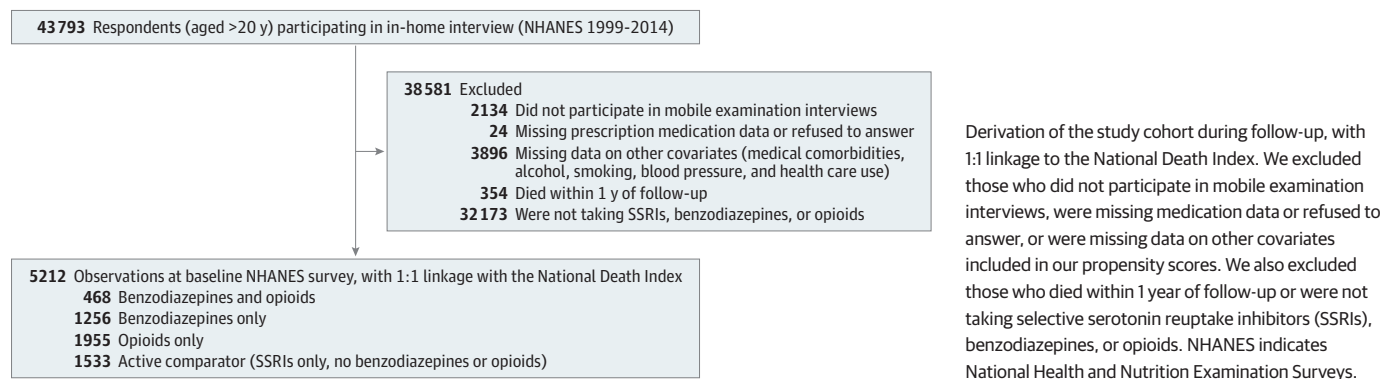 43793 Respondents (aged >20 y) participating in in-home interview (NHANES 1999-2014)
38581 Excluded
2134 Did not participate in mobile examination interviews
24 Missing prescription medication data or refused to answer
3896 Missing data on other covariates (medical comorbidities,
alcohol, smoking, blood pressure, and health care use)
354 Died within 1 y of follow-up
32173 Were not taking SSRIs, benzodiazepines, or opioids
5212 Observations at baseline NHANES survey, with 1:1 linkage with the National Death Index
468 Benzodiazepines and opioids
1256 Benzodiazepines only
1955 Opioids only
1533 Active comparator (SSRIs only, no benzodiazepines or opioids)
Derivation of the study cohort during follow-up, with
1:1 linkage to the National Death Index. We excluded
those who did not participate in mobile examination
interviews, were missing medication data or refused to
answer, or were missing data on other covariates
included in our propensity scores. We also excluded
those who died within 1 year of follow-up or were not
taking selective serotonin reuptake inhibitors (SSRIs),
benzodiazepines, or opioids. NHANES indicates
National Health and Nutrition Examination Surveys.